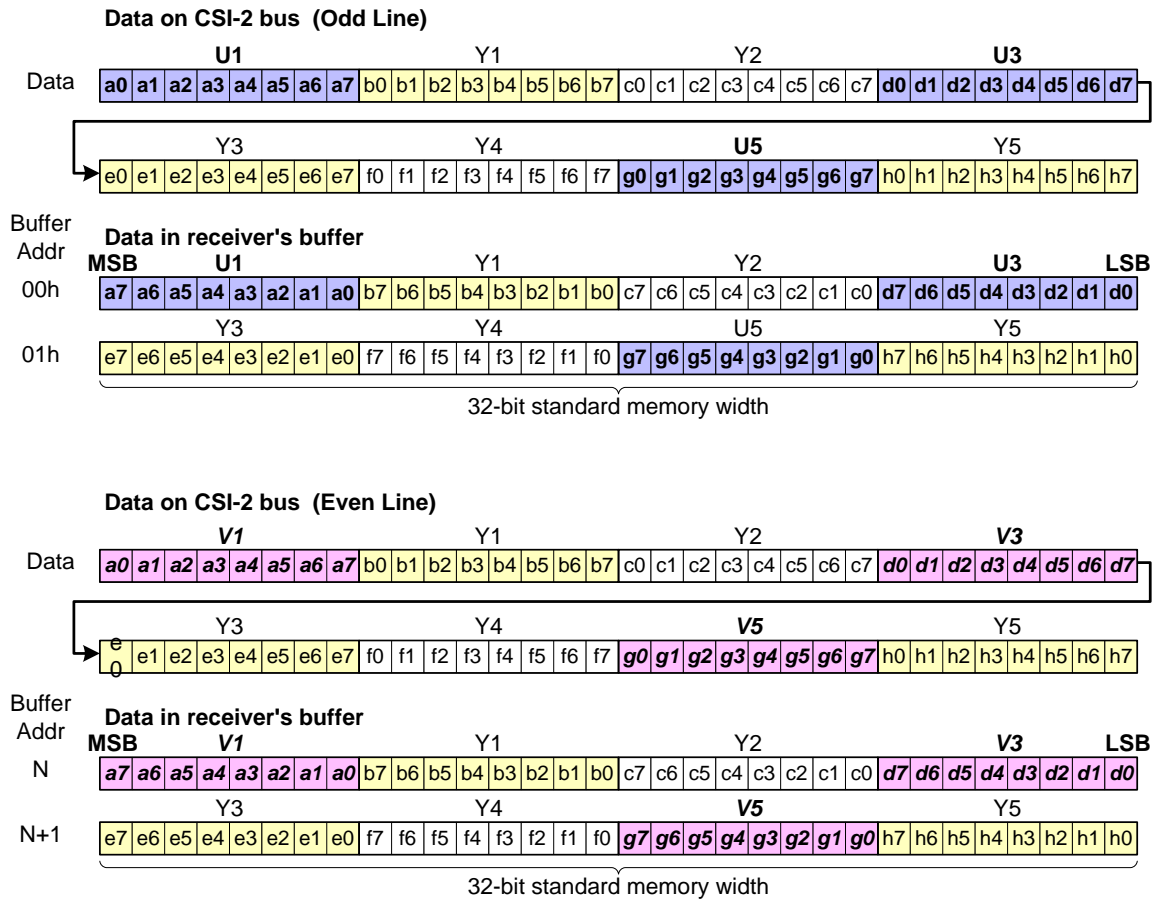 Data on CSI-2 bus (Odd Line)
U1 Y1 Y2 U3
Data a0 a1 a2 a3 a4 a5 a6 a7 b0 b1 b2 b3 b4 b5 b6 b7 c0 c1 c2 c3 c4 c5 c6 c7 d0 d1 d2 d3 d4 d5 d6 d7
Y3 Y4 U5 Y5
e0 e1 e2 e3 e4 e5 e6 e7 f0 f1 f2 f3 f4 f5 f6 f7 g0 g1 g2 g3 g4 g5 g6 g7 h0 h1 h2 h3 h4 h5 h6 h7
Buffer
Addr
Data in receiver's buffer
MSB U1 Y1 Y2 U3 LSB
00h a7 a6 a5 a4 a3 a2 a1 a0 b7 b6 b5 b4 b3 b2 b1 b0 c7 c6 c5 c4 c3 c2 c1 c0 d7 d6 d5 d4 d3 d2 d1 d0
Y3 Y4 U5 Y5
01h e7 e6 e5 e4 e3 e2 e1 e0 f7 f6 f5 f4 f3 f2 f1 f0 g7 g6 g5 g4 g3 g2 g1 g0 h7 h6 h5 h4 h3 h2 h1 h0
32-bit standard memory width
Data on CSI-2 bus (Even Line)
V1 Y1 Y2 V3
Data a0 a1 a2 a3 a4 a5 a6 a7 b0 b1 b2 b3 b4 b5 b6 b7 c0 c1 c2 c3 c4 c5 c6 c7 d0 d1 d2 d3 d4 d5 d6 d7
Y3 Y4 V5 Y5
e0 e1 e2 e3 e4 e5 e6 e7 f0 f1 f2 f3 f4 f5 f6 f7 g0 g1 g2 g3 g4 g5 g6 g7 h0 h1 h2 h3 h4 h5 h6 h7
Buffer
Addr
Data in receiver's buffer
MSB V1 Y1 Y2 V3 LSB
N a7 a6 a5 a4 a3 a2 a1 a0 b7 b6 b5 b4 b3 b2 b1 b0 c7 c6 c5 c4 c3 c2 c1 c0 d7 d6 d5 d4 d3 d2 d1 d0
Y3 Y4 V5 Y5
N+1 e7 e6 e5 e4 e3 e2 e1 e0 f7 f6 f5 f4 f3 f2 f1 f0 g7 g6 g5 g4 g3 g2 g1 g0 h7 h6 h5 h4 h3 h2 h1 h0
32-bit standard memory width